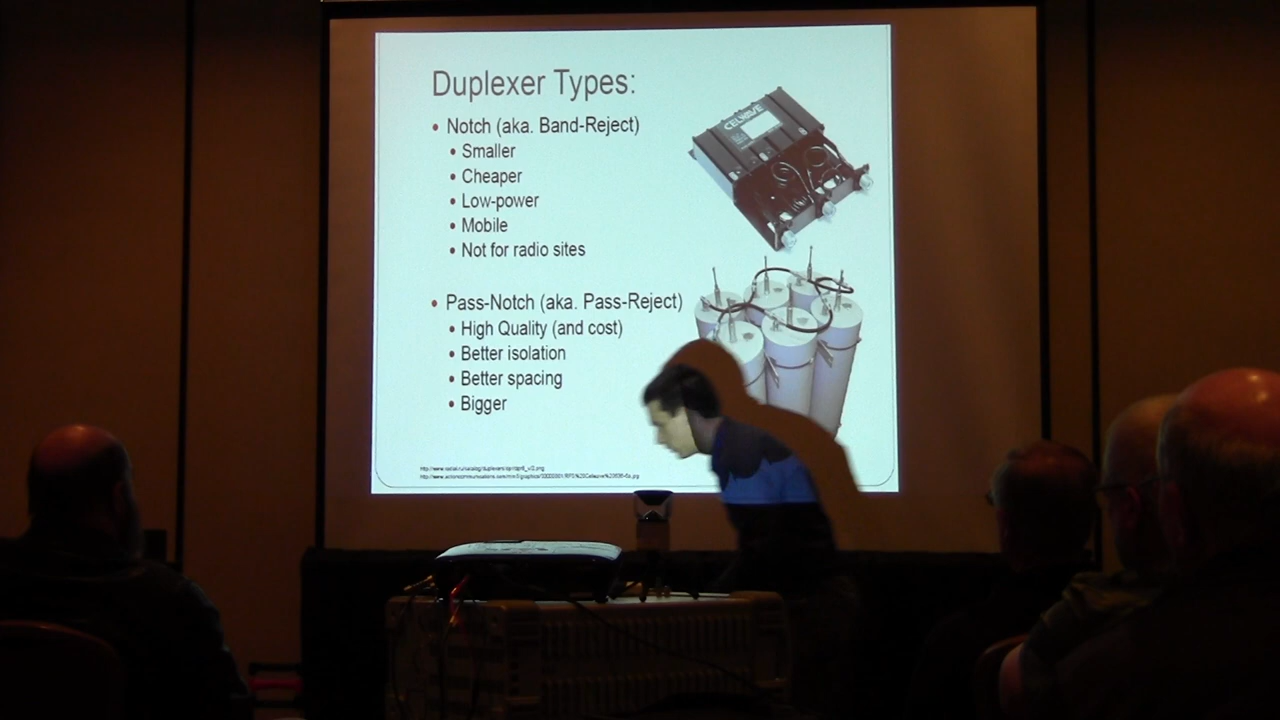 Duplexer Types:
• Notch (aka. Band-Reject)
• Smaller
• Cheaper
• Low-power
• Mobile
• Not for radio sites
• Pass-Notch (aka. Pass-Reject)
• High Quality (and cost)
• Better isolation
• Better spacing
• Bigger
CELWAVE